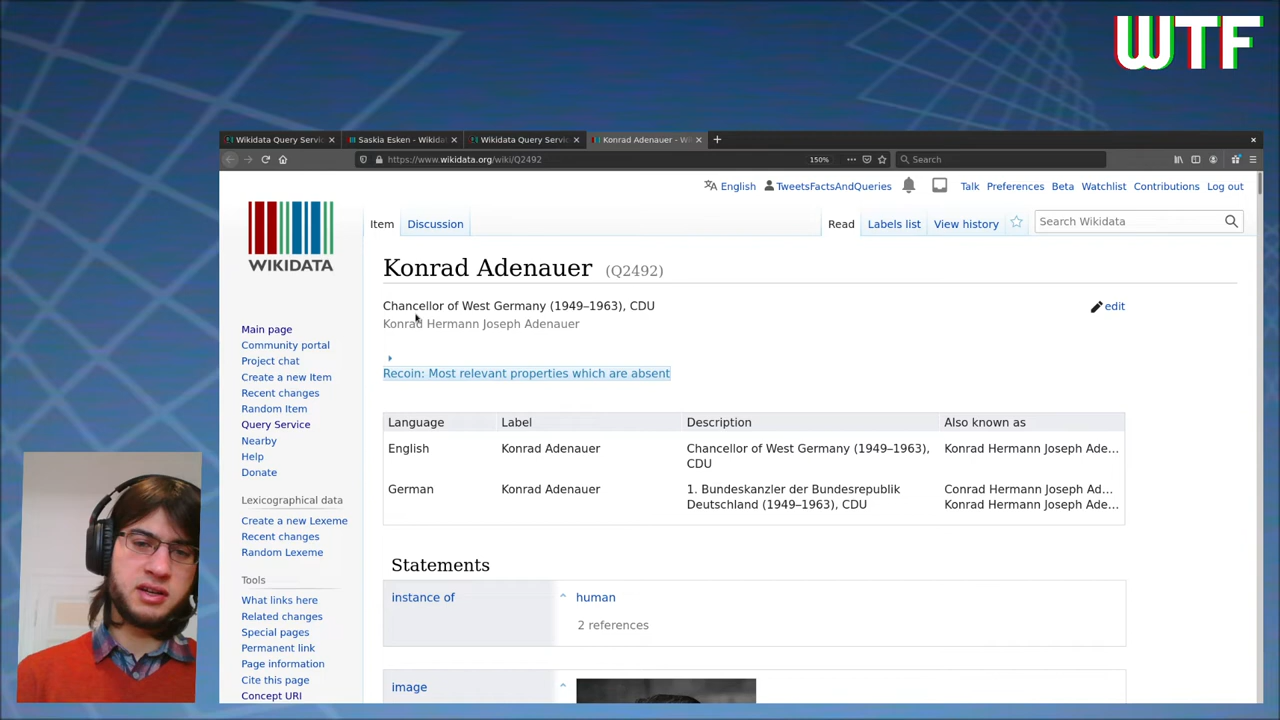 WTF
Wikidata Query Servic
Saskia Esken - Wikidat
Wikidata Query Servic
Konrad Adenauer - Wi
https://www.wikidata.org/wiki/Q2492
150%
Search
English
TweetsFactsAndQueries
Talk
Preferences
Beta
Watchlist
Contributions
Log out
Item
Discussion
Read
Labels list
View history
Search Wikidata
WIKIDATA
Main page
Community portal
Project chat
Create a new Item
Recent changes
Random Item
Query Service
Nearby
Help
Donate
Lexicographical data
Create a new Lexeme
Recent changes
Random Lexeme
Tools
What links here
Related changes
Special pages
Permanent link
Page information
Cite this page
Concept URI
Konrad Adenauer (Q2492)
Chancellor of West Germany (1949–1963), CDU
edit
Konrad Hermann Joseph Adenauer
Recoin: Most relevant properties which are absent
Language Label Description Also known as
English Konrad Adenauer Chancellor of West Germany (1949–1963), Konrad Hermann Joseph Ade...
CDU
German Konrad Adenauer 1. Bundeskanzler der Bundesrepublik Conrad Hermann Joseph Ad...
Deutschland (1949–1963), CDU Konrad Hermann Joseph Ade...
Statements
instance of
human
2 references
image